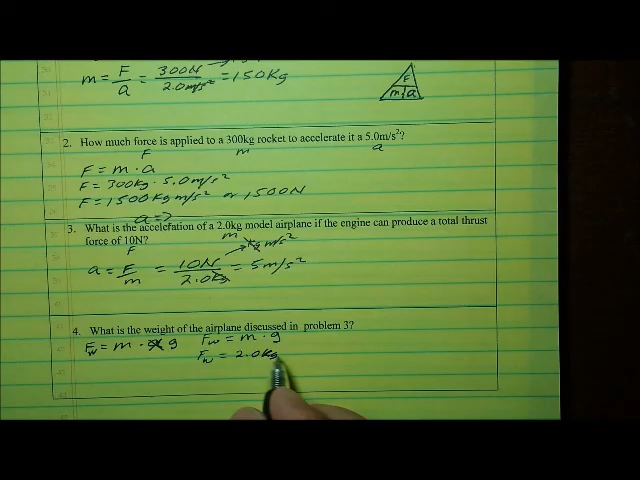 m = F/a = 300N/2.0m/s² = 150Kg
F
m a
2. How much force is applied to a 300kg rocket to accelerate it a 5.0m/s²?
F m a
F = m · a
F = 300Kg · 5.0m/s²
F = 1500 Kg m/s² or 1500N
a = ?
3. What is the acceleration of a 2.0kg model airplane if the engine can produce a total thrust
m
force of 10N?
F
Kg m/s²
a = F/m = 10N/2.0Kg = 5m/s²
4. What is the weight of the airplane discussed in problem 3?
Fw = m · g Fw = m · g
Fw = 2.0Kg